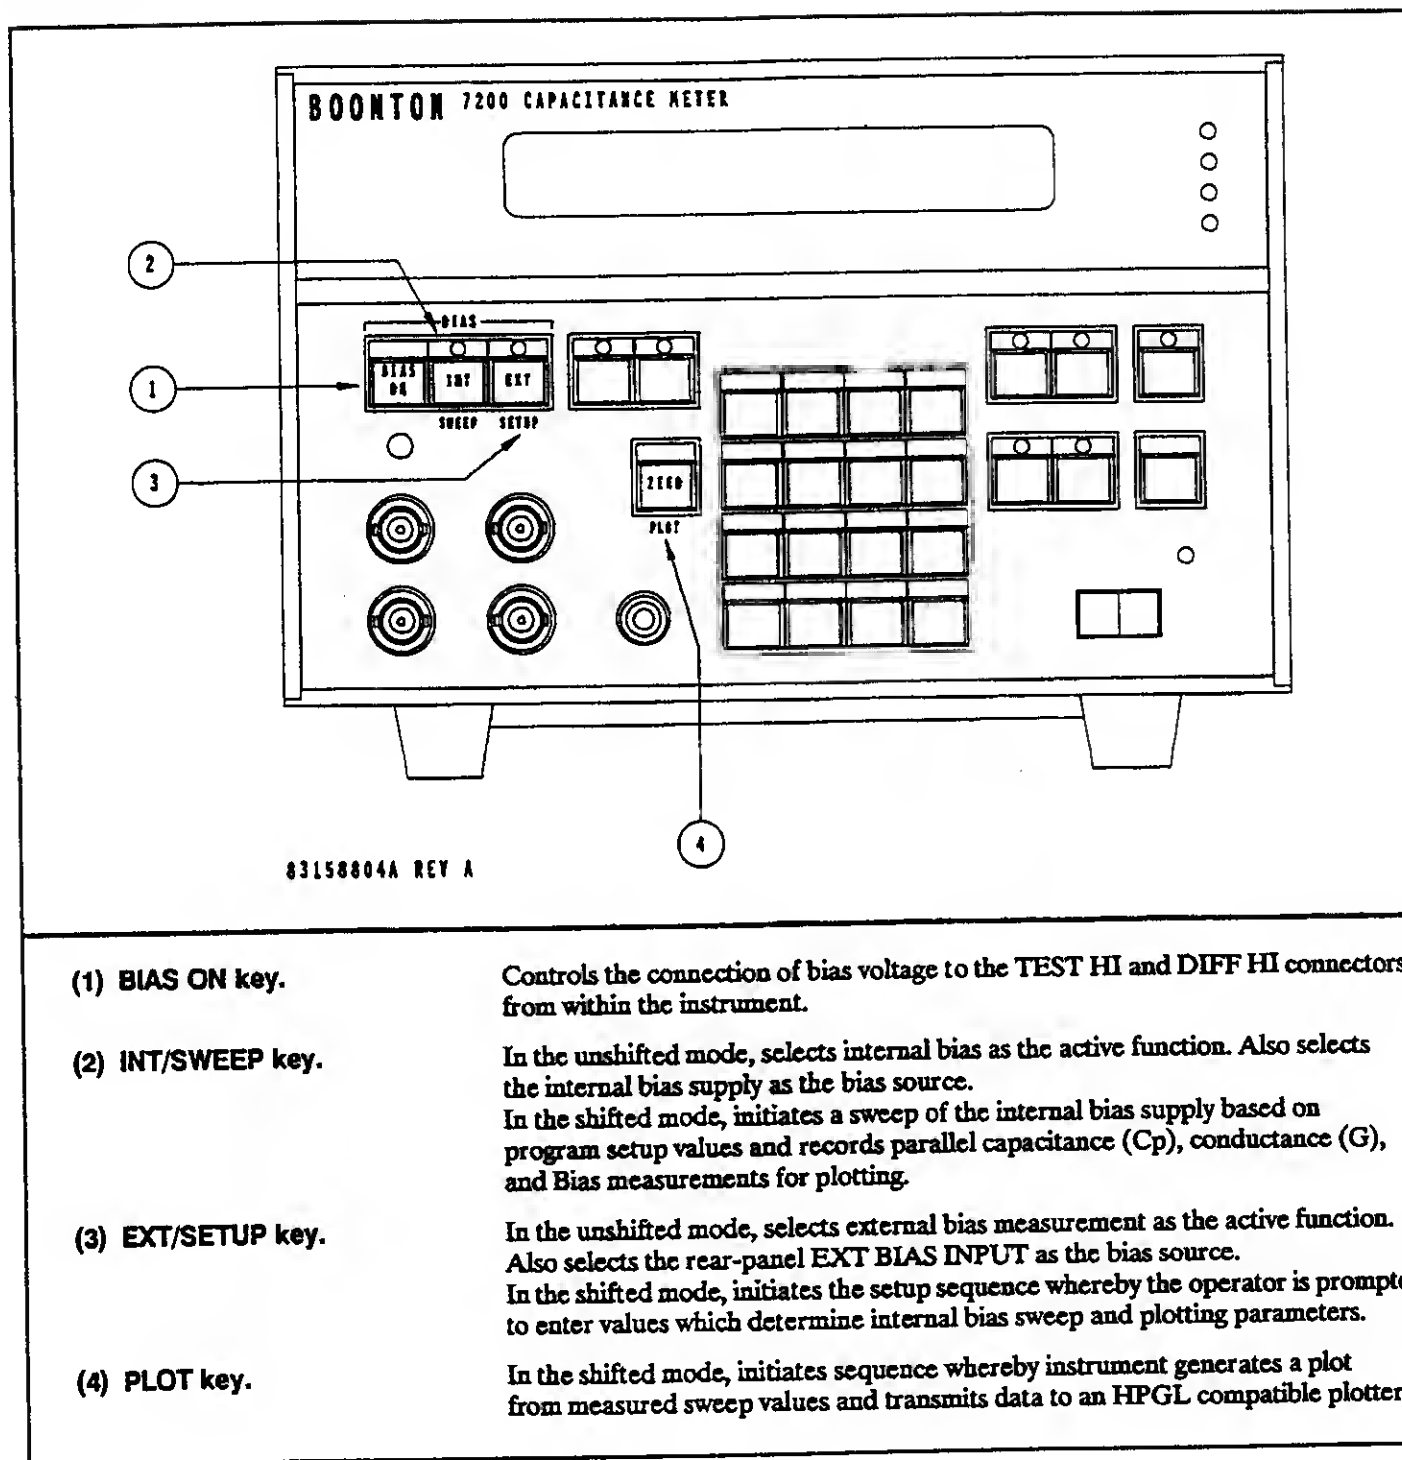 BOONTON 7200 CAPACITANCE METER
2
BIAS
1
BIAS ON
INT
EXT
SWEEP
SETUP
3
ZERO
PLOT
4
83158804A REV A
(1) BIAS ON key.
Controls the connection of bias voltage to the TEST HI and DIFF HI connectors
from within the instrument.
(2) INT/SWEEP key.
In the unshifted mode, selects internal bias as the active function. Also selects
the internal bias supply as the bias source.
In the shifted mode, initiates a sweep of the internal bias supply based on
program setup values and records parallel capacitance (Cp), conductance (G),
and Bias measurements for plotting.
(3) EXT/SETUP key.
In the unshifted mode, selects external bias measurement as the active function.
Also selects the rear-panel EXT BIAS INPUT as the bias source.
In the shifted mode, initiates the setup sequence whereby the operator is prompte
to enter values which determine internal bias sweep and plotting parameters.
(4) PLOT key.
In the shifted mode, initiates sequence whereby instrument generates a plot
from measured sweep values and transmits data to an HPGL compatible plotter